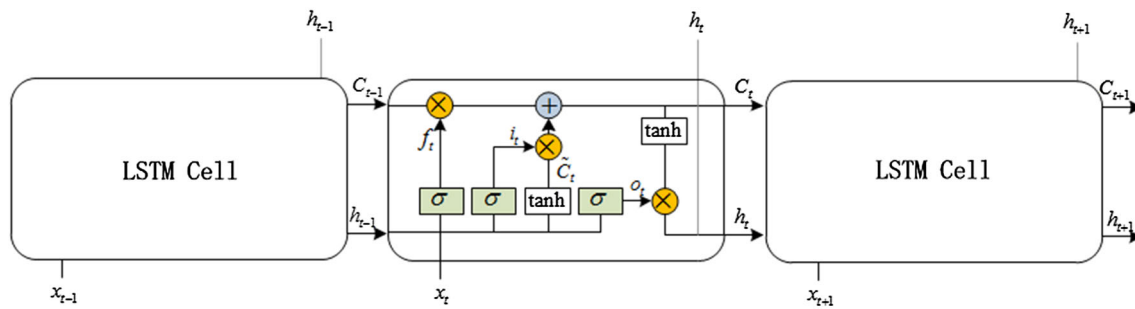 h_{t-1}
h_t
h_{t+1}
C_{t-1}
C_t
C_{t+1}
f_t
i_t
tanh
LSTM Cell
C̃_t
LSTM Cell
σ
σ
tanh
σ
o_t
h_{t-1}
h_t
h_{t+1}
x_{t-1}
x_t
x_{t+1}